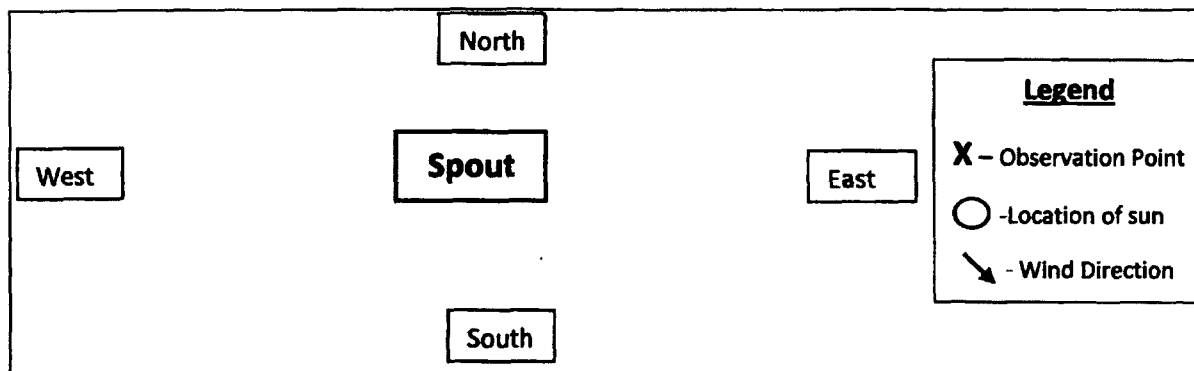 North
Legend
Spout
X – Observation Point
West
East
-Location of sun
- Wind Direction
South